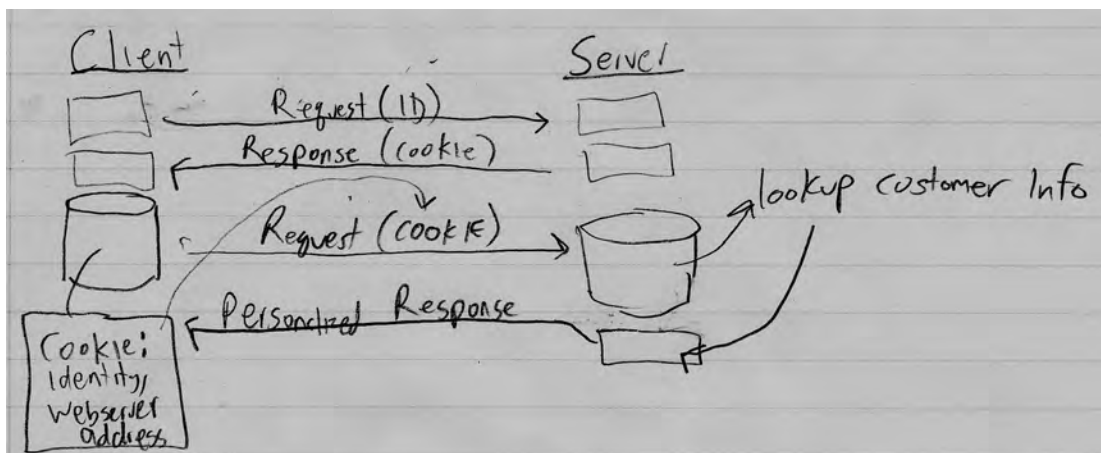 Client
Server
Request (ID)
Response (cookie)
lookup customer Info
Request (COOKIE)
Personalized Response
Cookie:
Identity,
Webserver
address